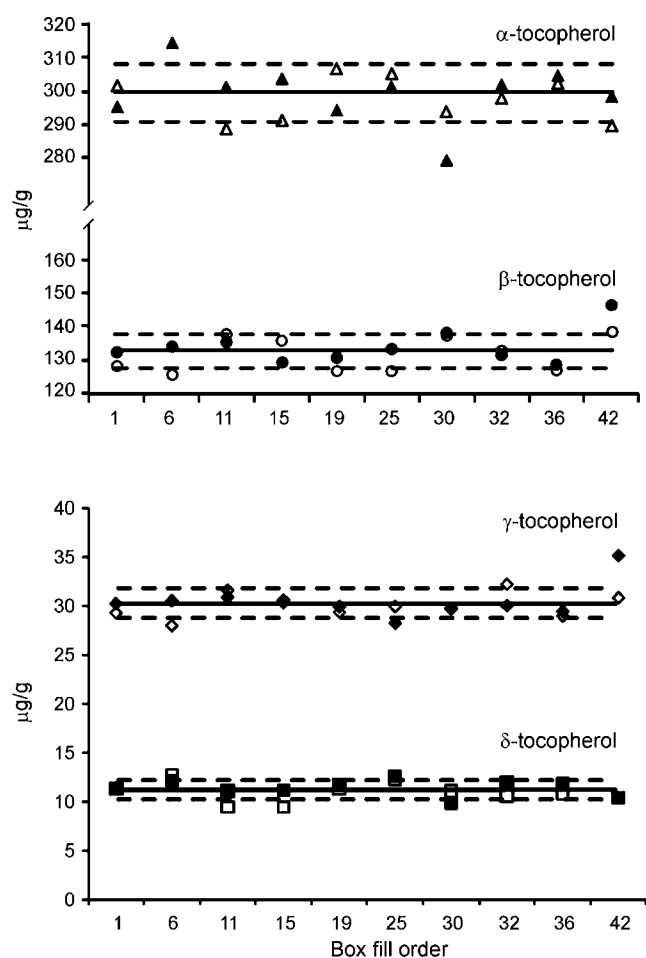 320
α-tocopherol
310
300
290
280
μg/g
160
β-tocopherol
150
140
130
120
1 6 11 15 19 25 30 32 36 42
40
γ-tocopherol
35
30
25
20
μg/g
15
δ-tocopherol
10
5
0
1 6 11 15 19 25 30 32 36 42
Box fill order